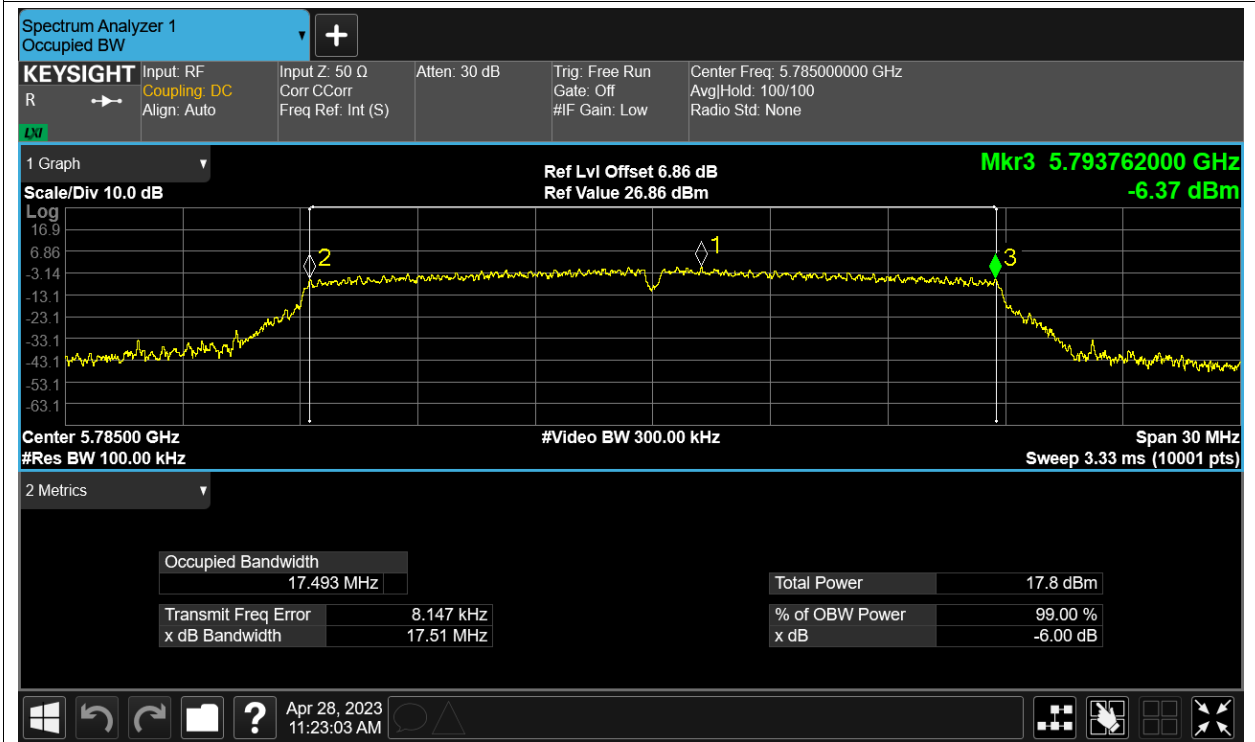 Spectrum Analyzer 1
Occupied BW
KEYSIGHT
R
LXI
Input: RF
Coupling: DC
Align: Auto
Input Z: 50 Ω
Corr CCorr
Freq Ref: Int (S)
Atten: 30 dB
Trig: Free Run
Gate: Off
#IF Gain: Low
Center Freq: 5.785000000 GHz
Avg|Hold: 100/100
Radio Std: None
1 Graph
Scale/Div 10.0 dB
Ref Lvl Offset 6.86 dB
Ref Value 26.86 dBm
Mkr3 5.793762000 GHz
-6.37 dBm
Log
16.9
6.86
-3.14
-13.1
-23.1
-33.1
-43.1
-53.1
-63.1
2
1
3
Center 5.78500 GHz
#Res BW 100.00 kHz
#Video BW 300.00 kHz
Span 30 MHz
Sweep 3.33 ms (10001 pts)
2 Metrics
Occupied Bandwidth
17.493 MHz
Transmit Freq Error 8.147 kHz
x dB Bandwidth 17.51 MHz
Total Power 17.8 dBm
% of OBW Power 99.00 %
x dB -6.00 dB
?
Apr 28, 2023
11:23:03 AM